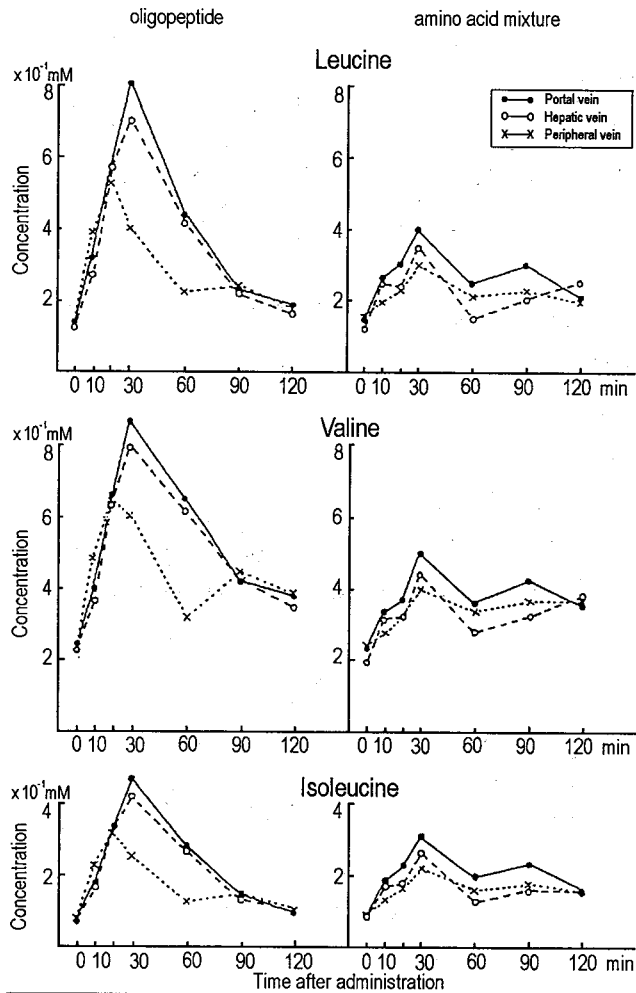 oligopeptide amino acid mixture
Leucine
x10⁻¹mM
8
6
4
2
Concentration
0 10 30 60 90 120
8
6
4
2
0 10 30 60 90 120 min
Portal vein
Hepatic vein
Peripheral vein
Valine
x10⁻¹mM
8
6
4
2
Concentration
0 10 30 60 90 120
8
6
4
2
0 10 30 60 90 120 min
Isoleucine
x10⁻¹mM
4
2
Concentration
0 10 30 60 90 120
4
2
0 10 30 60 90 120 min
Time after administration